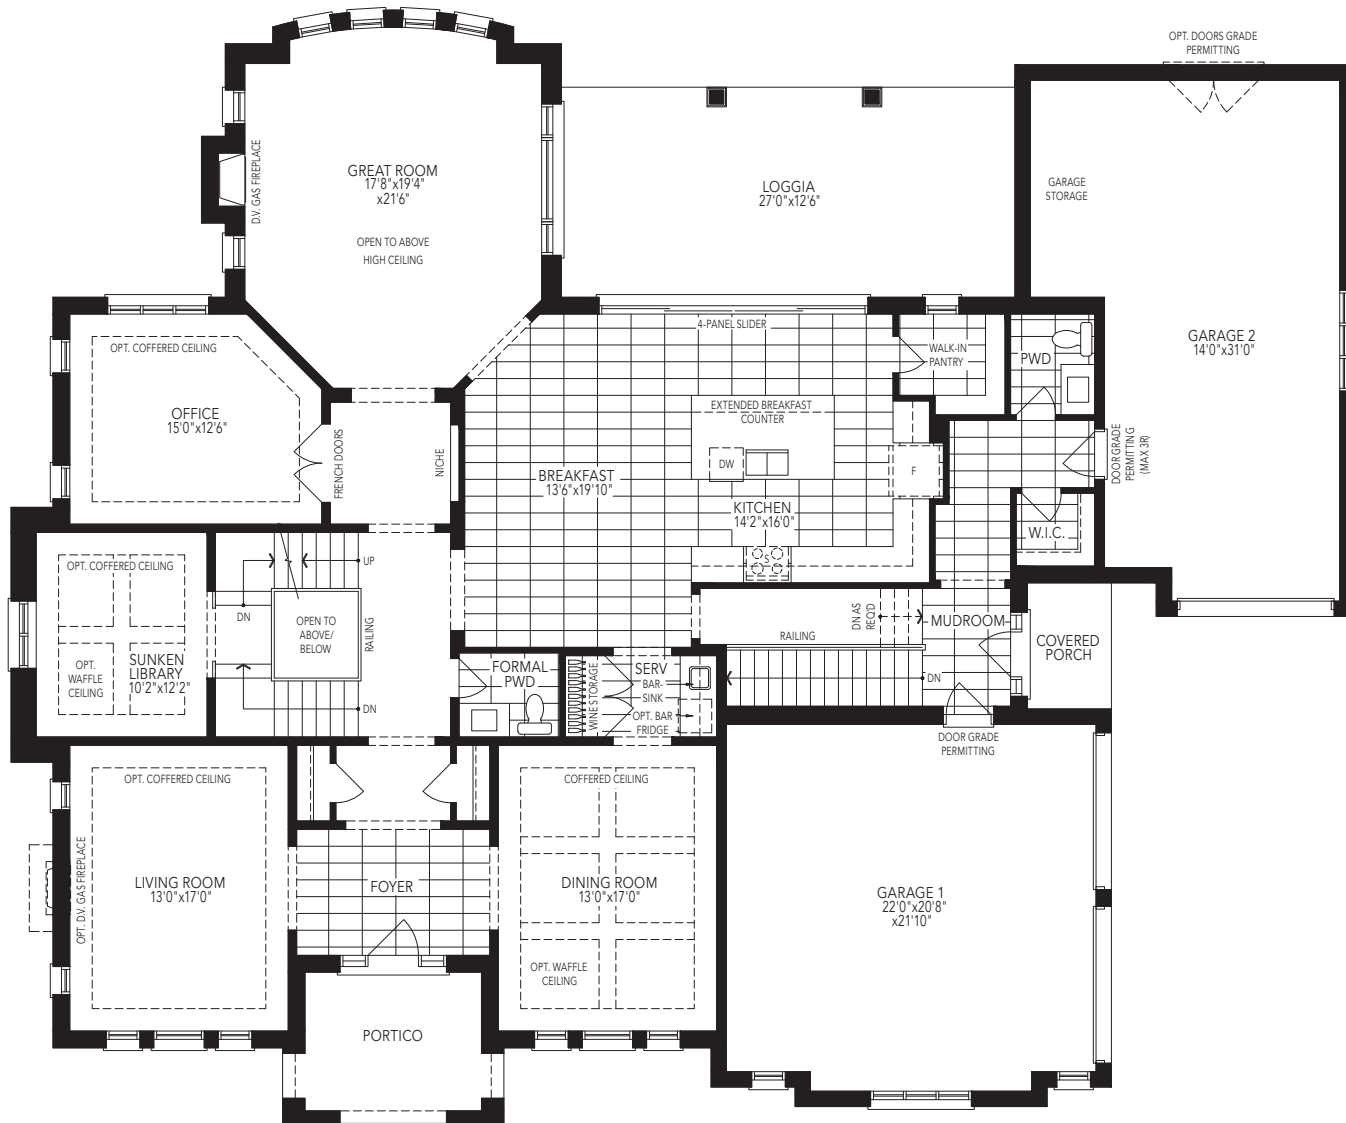 OPT. DOORS GRADE
PERMITTING
D.V. GAS FIREPLACE
GREAT ROOM
17'8"x19'4"
x21'6"
OPEN TO ABOVE
HIGH CEILING
LOGGIA
27'0"x12'6"
GARAGE
STORAGE
GARAGE 2
14'0"x31'0"
4-PANEL SLIDER
WALK-IN
PANTRY
PWD
OPT. COFFERED CEILING
OFFICE
15'0"x12'6"
FRENCH DOORS
NICHE
EXTENDED BREAKFAST
COUNTER
DW
F
BREAKFAST
13'6"x19'10"
KITCHEN
14'2"x16'0"
S
DOOR GRADE
PERMITTING
(MAX 3R)
W.I.C.
OPT. COFFERED CEILING
OPT.
WAFFLE
CEILING
SUNKEN
LIBRARY
10'2"x12'2"
UP
DN
OPEN TO
ABOVE/
BELOW
RAILING
DN
FORMAL
PWD
WINE STORAGE
SERV
BAR-
SINK
OPT. BAR
FRIDGE
RAILING
DN AS
REQ'D
MUDROOM
DN
COVERED
PORCH
DOOR GRADE
PERMITTING
OPT. COFFERED CEILING
OPT. D.V. GAS FIREPLACE
LIVING ROOM
13'0"x17'0"
FOYER
COFFERED CEILING
DINING ROOM
13'0"x17'0"
OPT. WAFFLE
CEILING
GARAGE 1
22'0"x20'8"
x21'10"
PORTICO